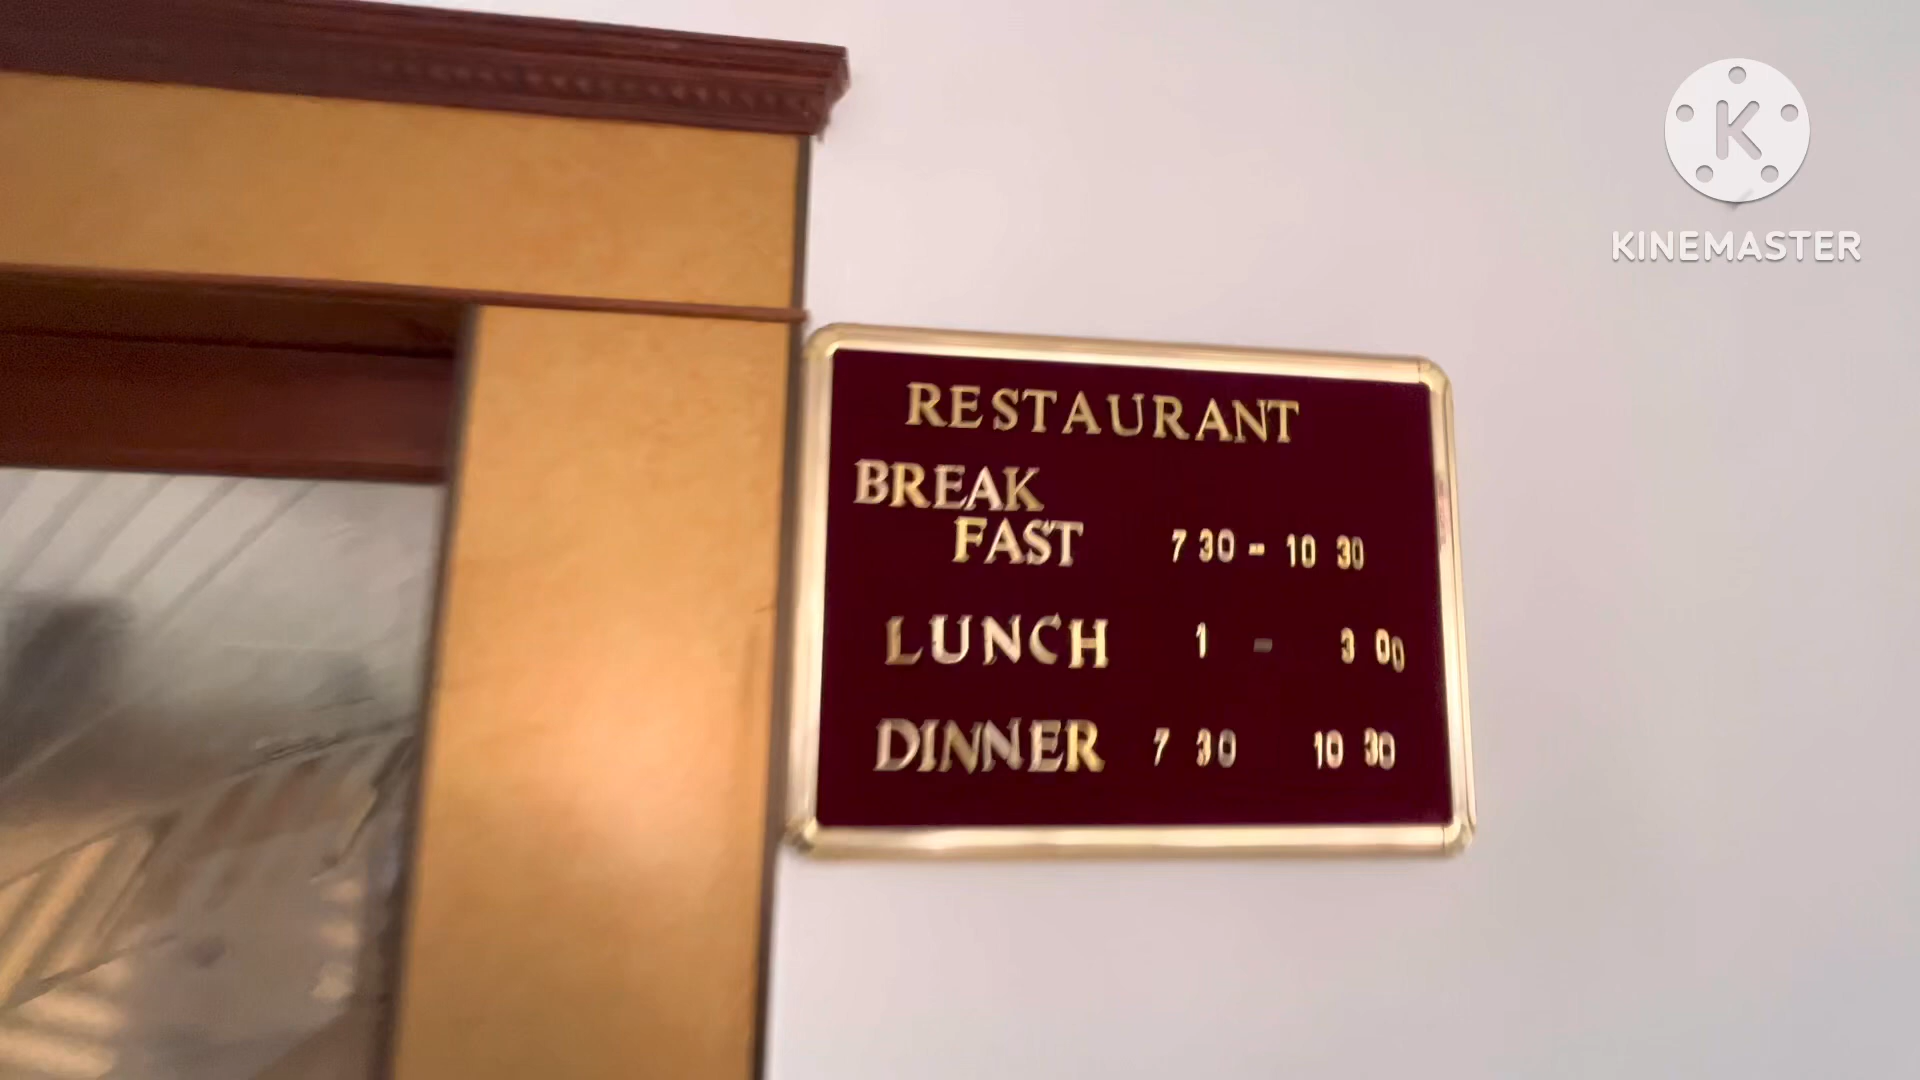 RESTAURANT
BREAK
FAST 7 30 - 10 30
LUNCH 1 - 3 00
DINNER 7 30 10 30
K
KINEMASTER